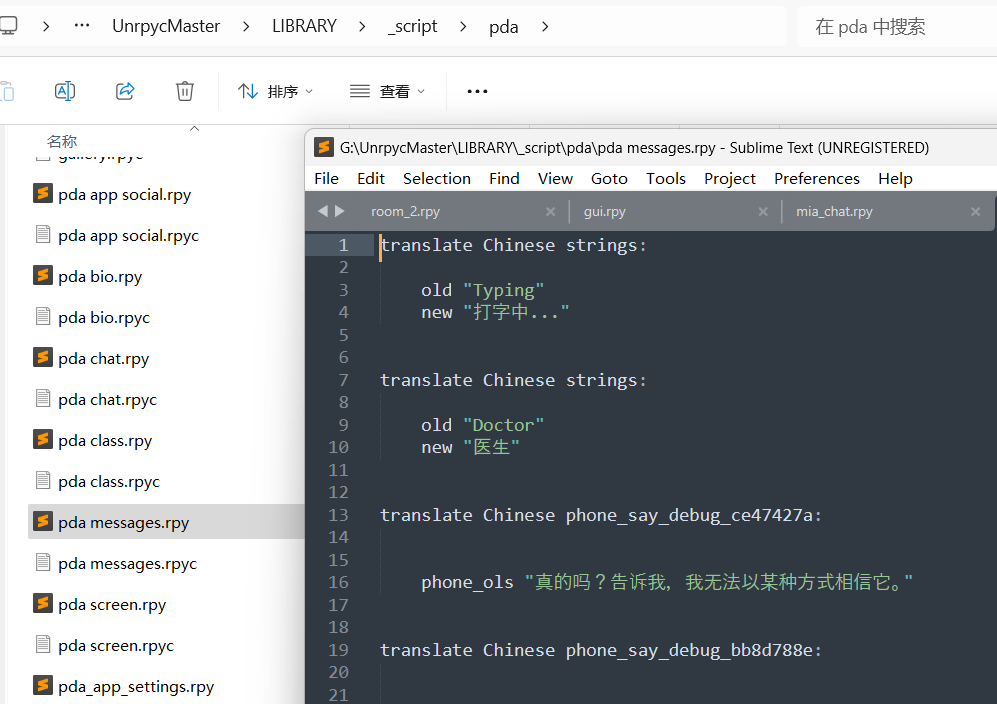 … UnrpycMaster > LIBRARY > _script > pda >
在 pda 中搜索
排序
查看
名称
gallery.rpyc
pda app social.rpy
pda app social.rpyc
pda bio.rpy
pda bio.rpyc
pda chat.rpy
pda chat.rpyc
pda class.rpy
pda class.rpyc
pda messages.rpy
pda messages.rpyc
pda screen.rpy
pda screen.rpyc
pda_app_settings.rpy
G:\UnrpycMaster\LIBRARY\_script\pda\pda messages.rpy - Sublime Text (UNREGISTERED)
File Edit Selection Find View Goto Tools Project Preferences Help
room_2.rpy × gui.rpy × mia_chat.rpy ×
1 translate Chinese strings:
2
3 old "Typing"
4 new "打字中..."
5
6
7 translate Chinese strings:
8
9 old "Doctor"
10 new "医生"
11
12
13 translate Chinese phone_say_debug_ce47427a:
14
15
16 phone_ols "真的吗？告诉我，我无法以某种方式相信它。"
17
18
19 translate Chinese phone_say_debug_bb8d788e:
20
21